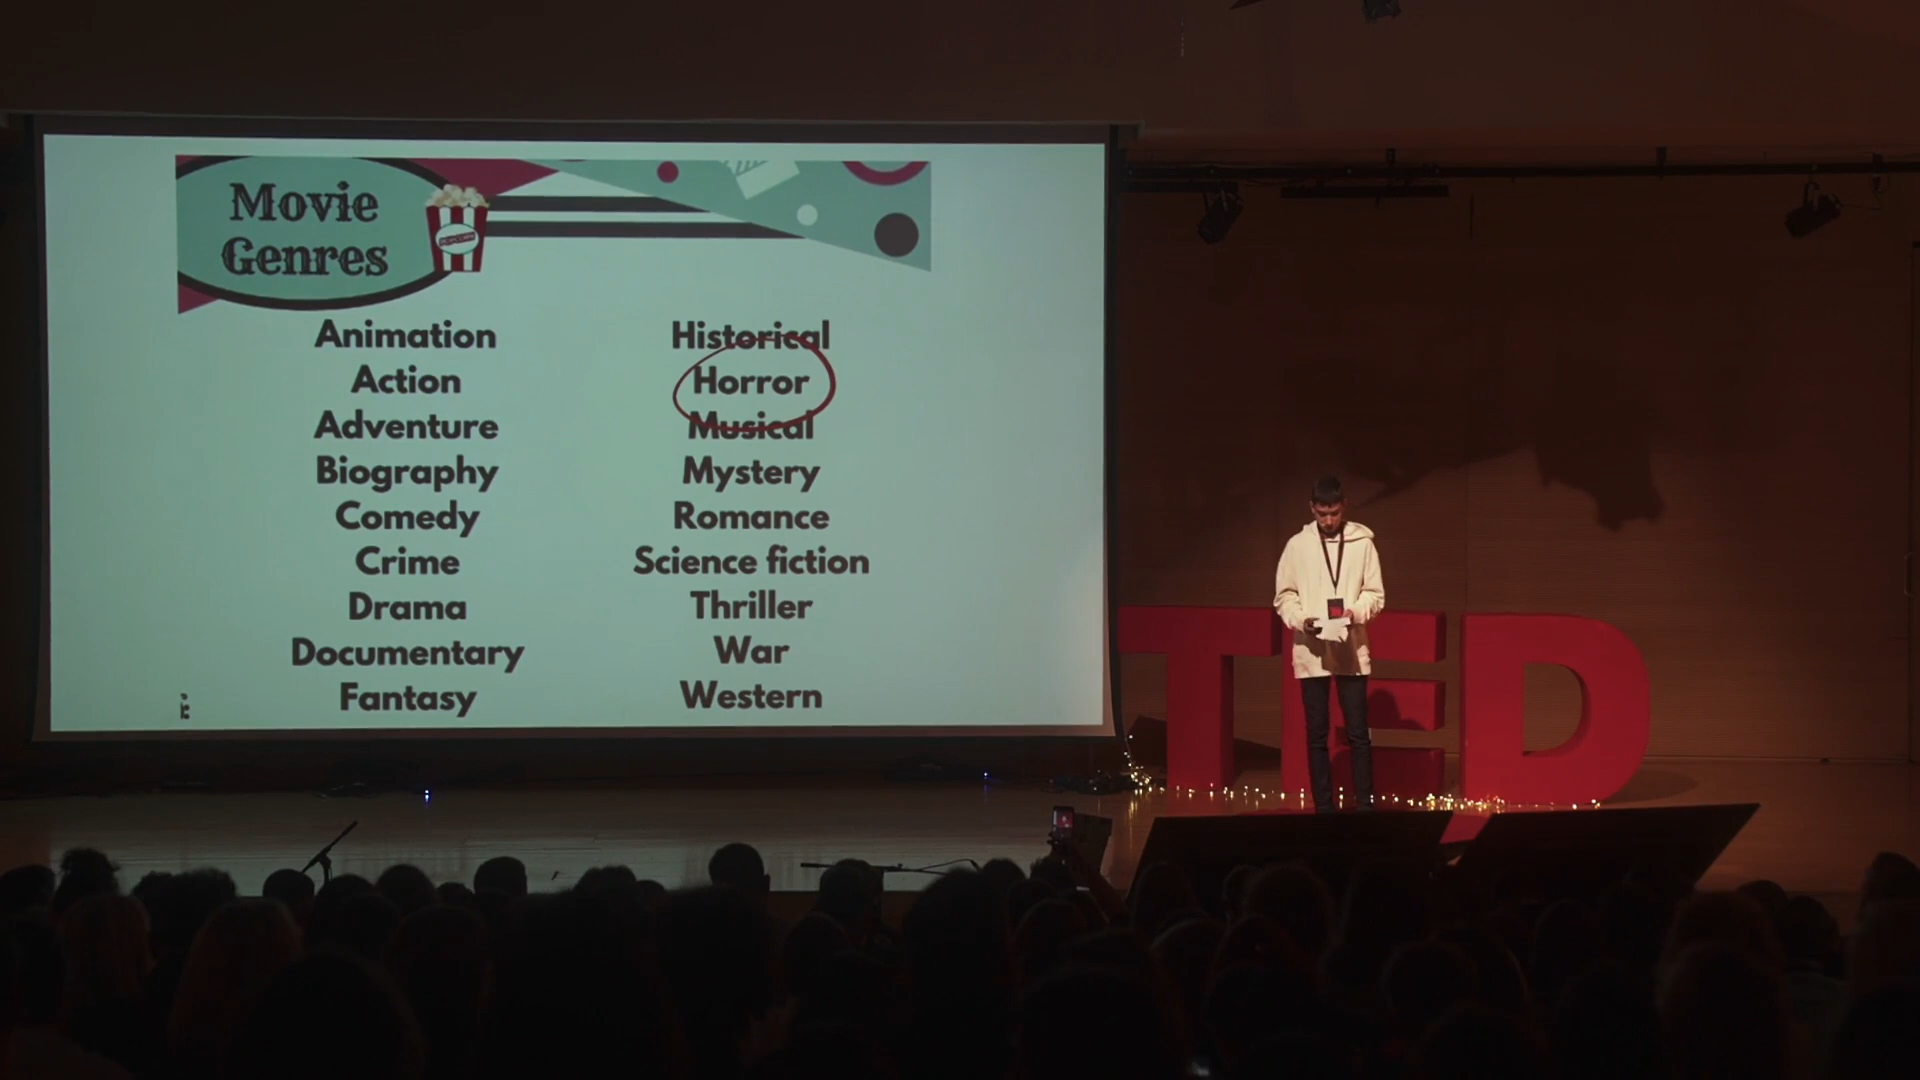 Movie
Genres
POPCORN
Animation
Action
Adventure
Biography
Comedy
Crime
Drama
Documentary
Fantasy
Historical
Horror
Musical
Mystery
Romance
Science fiction
Thriller
War
Western
TED